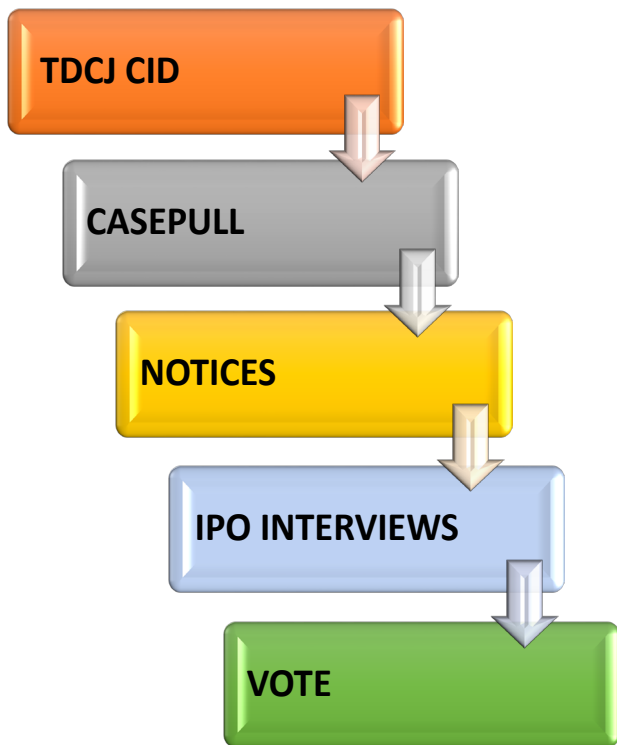 TDCJ CID
CASEPULL
NOTICES
IPO INTERVIEWS
VOTE